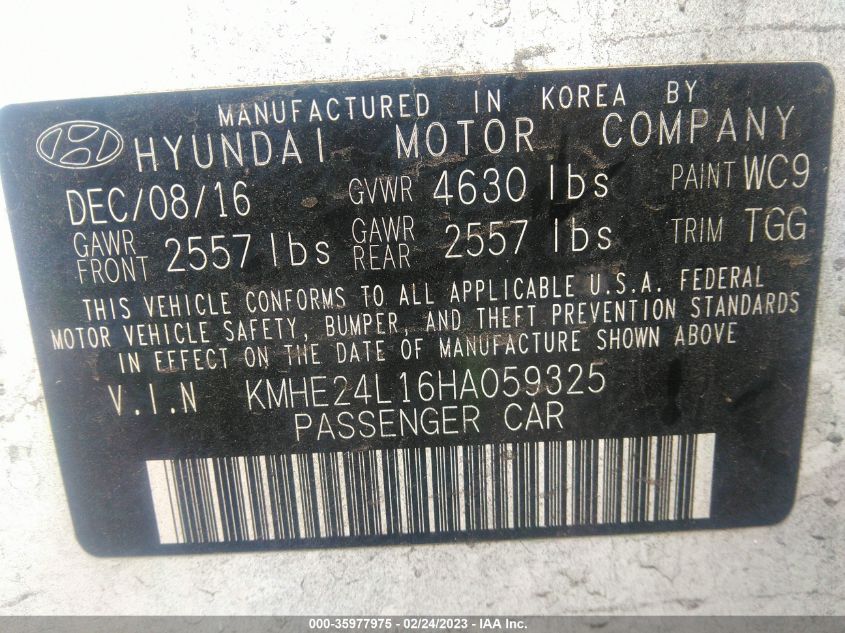 MANUFACTURED IN KOREA BY
HYUNDAI MOTOR COMPANY
DEC/08/16 GVWR 4630 lbs PAINT WC9
GAWR FRONT 2557 lbs GAWR REAR 2557 lbs TRIM TGG
THIS VEHICLE CONFORMS TO ALL APPLICABLE U.S.A. FEDERAL
MOTOR VEHICLE SAFETY, BUMPER, AND THEFT PREVENTION STANDARDS
IN EFFECT ON THE DATE OF MANUFACTURE SHOWN ABOVE
V.I.N KMHE24L16HA059325
PASSENGER CAR
000-35977975 - 02/24/2023 - IAA Inc.